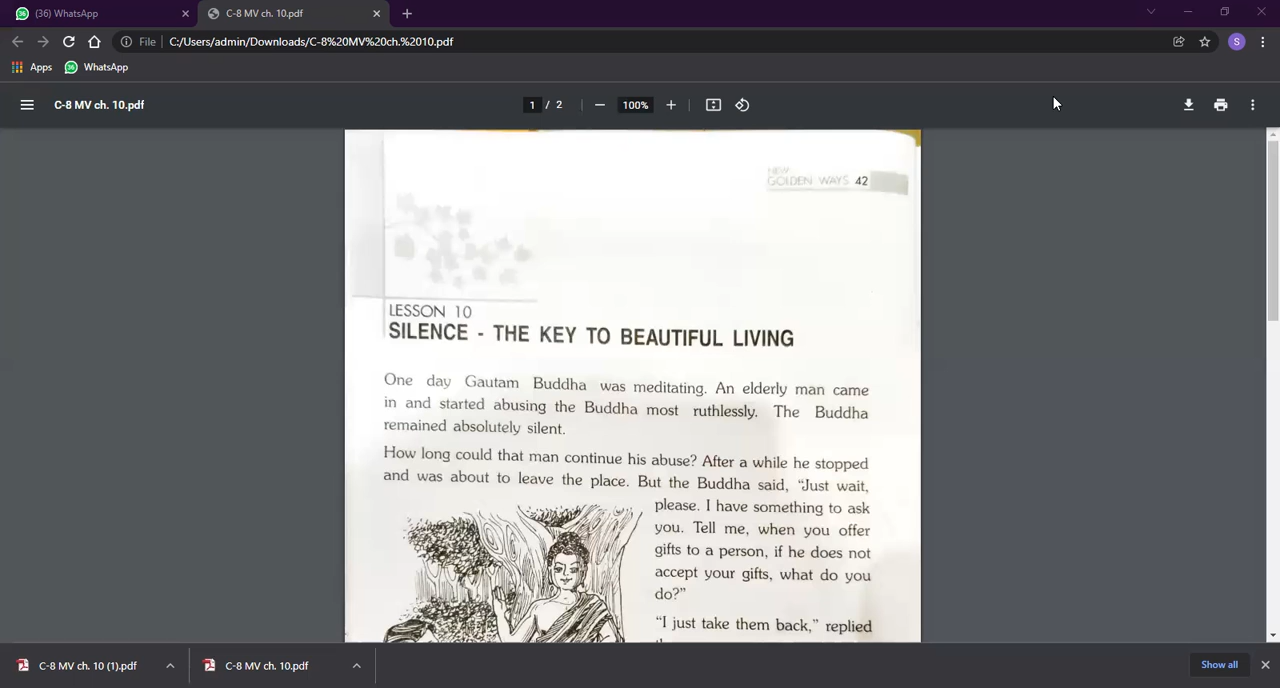 (36) WhatsApp
C-8 MV ch. 10.pdf
File
C:/Users/admin/Downloads/C-8%20MV%20ch.%2010.pdf
S
Apps
WhatsApp
C-8 MV ch. 10.pdf
1 / 2
100%
NEW
GOLDEN WAYS 42
LESSON 10
SILENCE - THE KEY TO BEAUTIFUL LIVING
One day Gautam Buddha was meditating. An elderly man came
in and started abusing the Buddha most ruthlessly. The Buddha
remained absolutely silent.
How long could that man continue his abuse? After a while he stopped
and was about to leave the place. But the Buddha said, “Just wait,
please. I have something to ask
you. Tell me, when you offer
gifts to a person, if he does not
accept your gifts, what do you
do?”
“I just take them back,” replied
C-8 MV ch. 10 (1).pdf
C-8 MV ch. 10.pdf
Show all